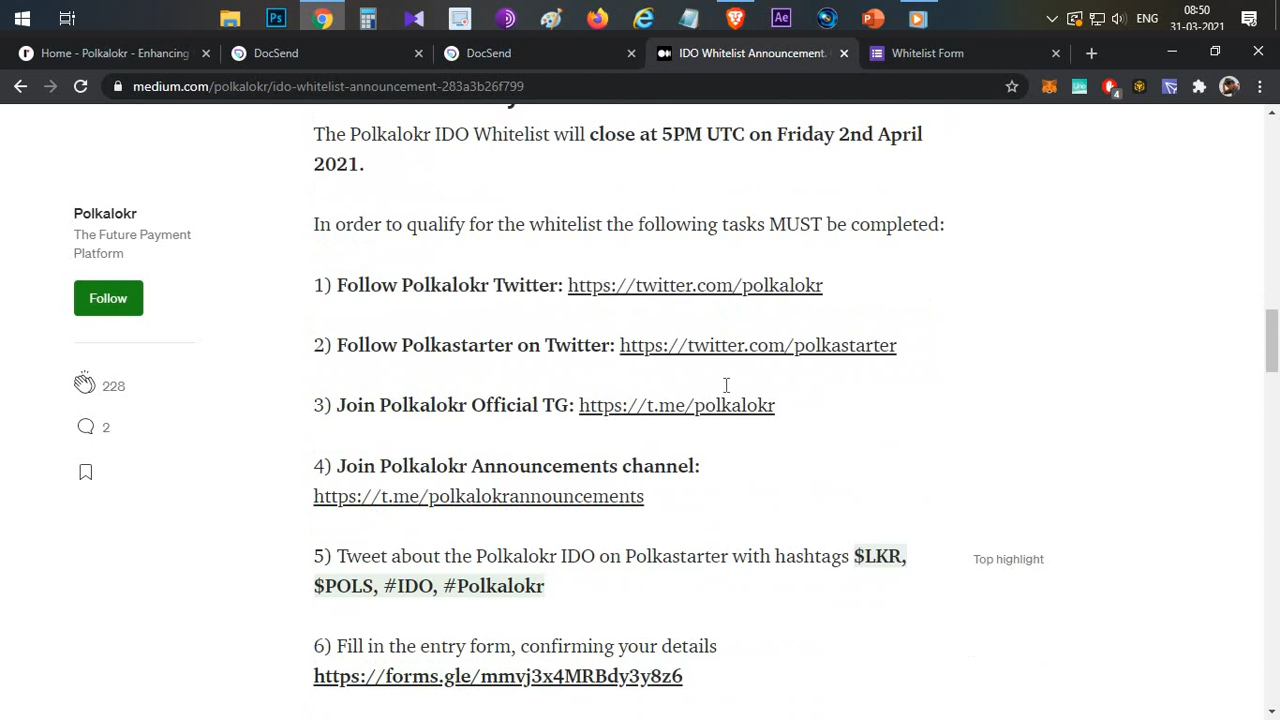 Ps
Ae
ENG
08:50
31-03-2021
Home - Polkalokr - Enhancing
DocSend
DocSend
IDO Whitelist Announcement.
Whitelist Form
medium.com/polkalokr/ido-whitelist-announcement-283a3b26f799
4
The Polkalokr IDO Whitelist will close at 5PM UTC on Friday 2nd April
2021.
In order to qualify for the whitelist the following tasks MUST be completed:
Polkalokr
The Future Payment
Platform
Follow
228
2
1) Follow Polkalokr Twitter: https://twitter.com/polkalokr
2) Follow Polkastarter on Twitter: https://twitter.com/polkastarter
3) Join Polkalokr Official TG: https://t.me/polkalokr
4) Join Polkalokr Announcements channel:
https://t.me/polkalokrannouncements
5) Tweet about the Polkalokr IDO on Polkastarter with hashtags $LKR,
$POLS, #IDO, #Polkalokr
Top highlight
6) Fill in the entry form, confirming your details
https://forms.gle/mmvj3x4MRBdy3y8z6